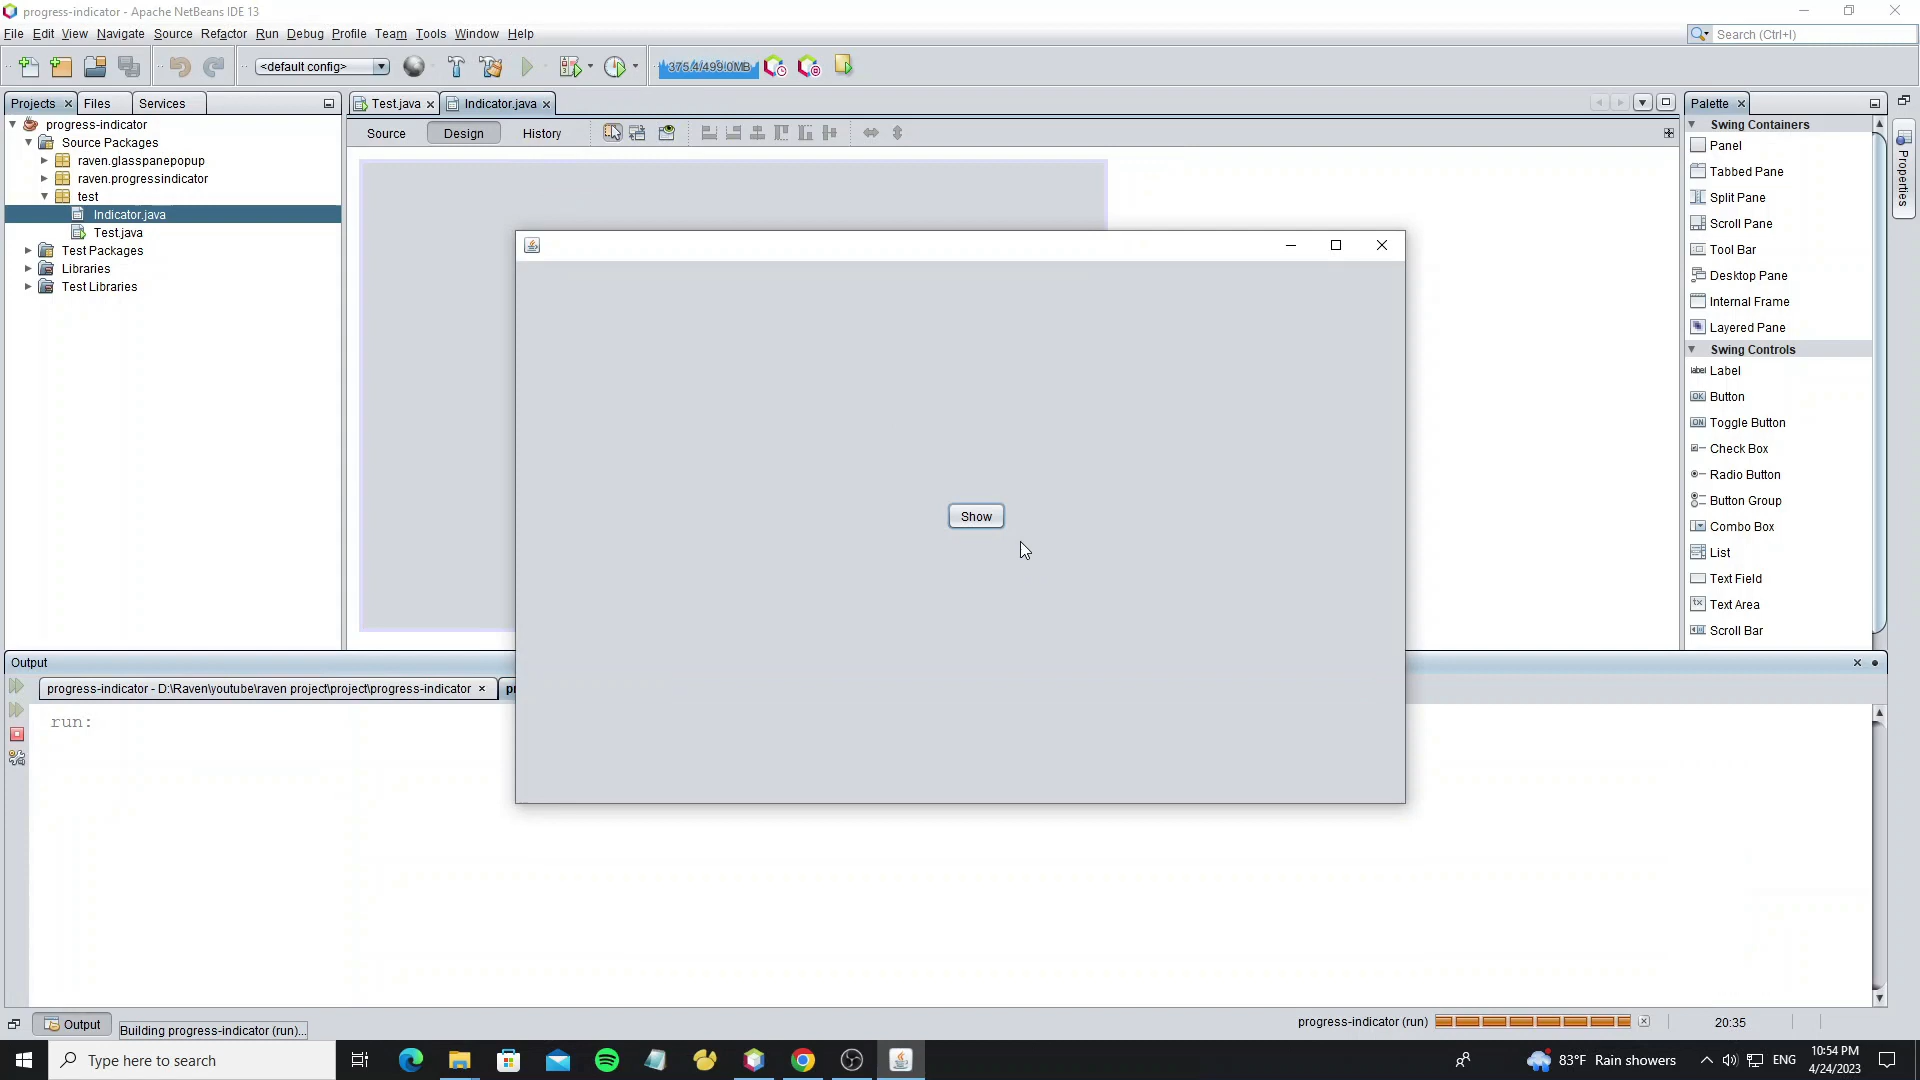 progress-indicator - Apache NetBeans IDE 13
File Edit View Navigate Source Refactor Run Debug Profile Team Tools Window Help
Search (Ctrl+I)
<default config>
375.4/499.0MB
Projects
Files
Services
Test.java
Indicator.java
Palette
Source
Design
History
progress-indicator
Source Packages
raven.glasspanepopup
raven.progressindicator
test
Indicator.java
Test.java
Test Packages
Libraries
Test Libraries
Show
Swing Containers
Panel
Tabbed Pane
Split Pane
Scroll Pane
Tool Bar
Desktop Pane
Internal Frame
Layered Pane
Swing Controls
label Label
OK Button
ON Toggle Button
Check Box
Radio Button
Button Group
Combo Box
List
Text Field
tx Text Area
Scroll Bar
Properties
Output
progress-indicator - D:\Raven\youtube\raven project\project\progress-indicator
run:
Output
Building progress-indicator (run)...
progress-indicator (run)
20:35
Type here to search
83°F Rain showers
ENG
10:54 PM
4/24/2023